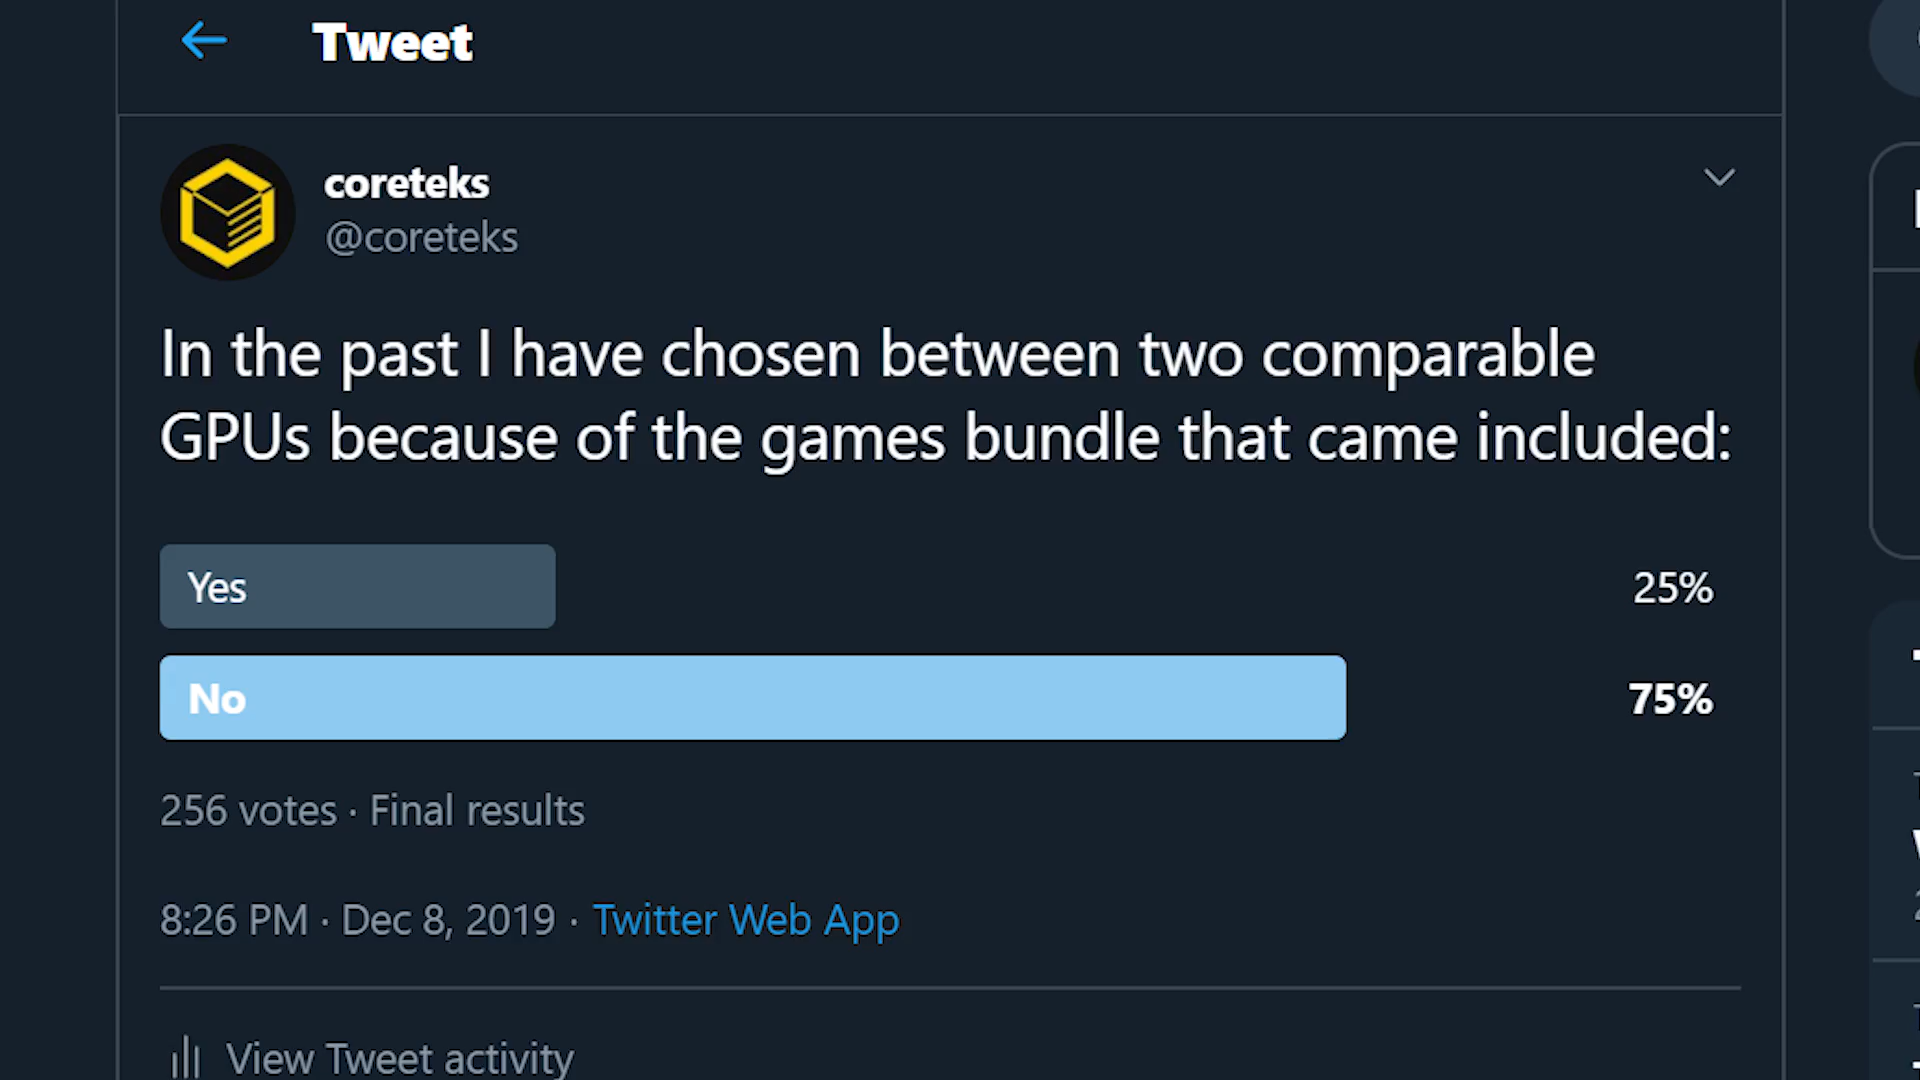 Tweet
coreteks
@coreteks
In the past I have chosen between two comparable
GPUs because of the games bundle that came included:
Yes 25%
No 75%
256 votes · Final results
8:26 PM · Dec 8, 2019 · Twitter Web App
View Tweet activity